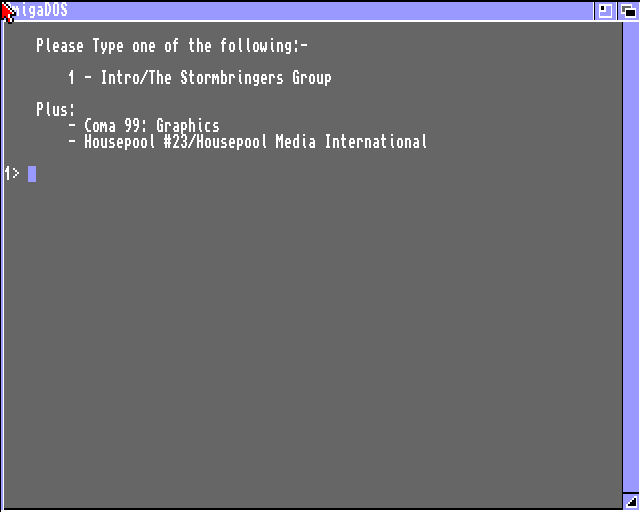 AmigaDOS
Please Type one of the following:-
1 - Intro/The Stormbringers Group
Plus:
- Coma 99: Graphics
- Housepool #23/Housepool Media International
1>